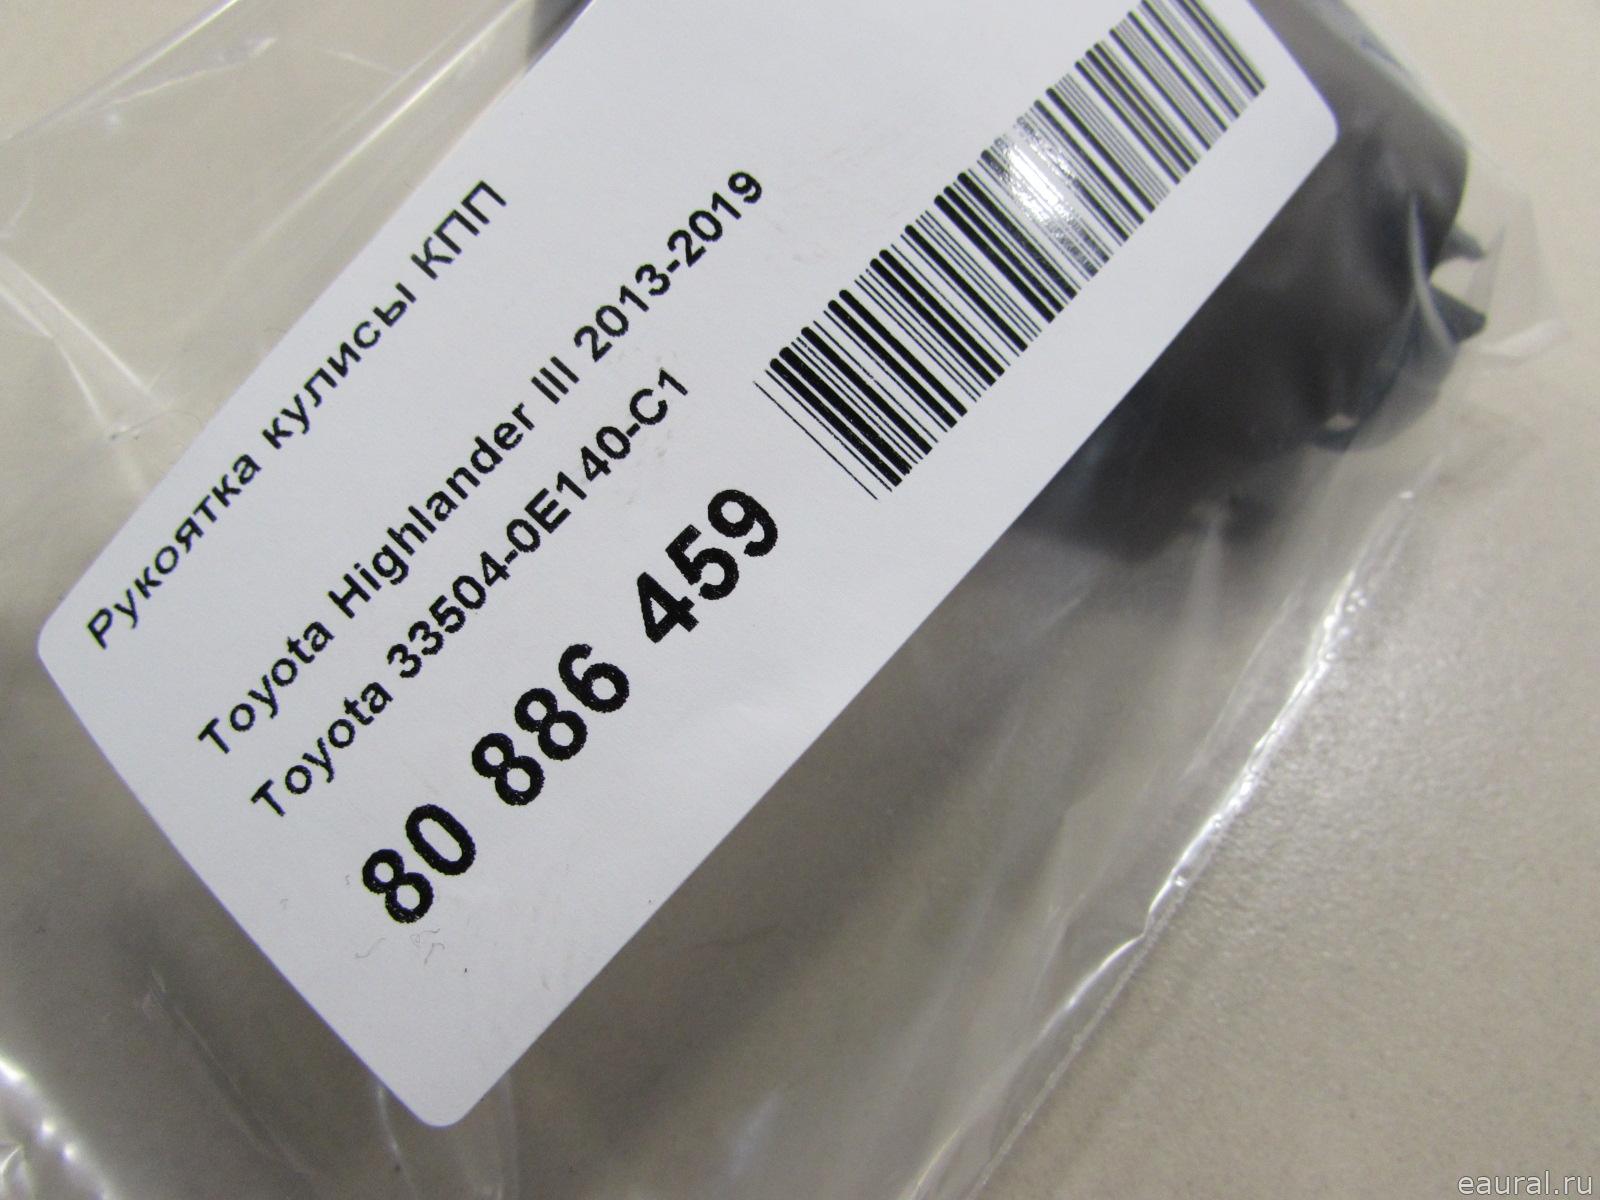 Рукоятка кулисы КПП
Toyota Highlander III 2013-2019
Toyota 33504-0E140-C1
80 886 459
eaural.ru